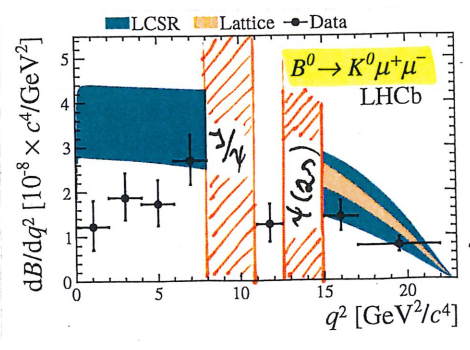 LCSR Lattice Data
dB/dq² [10⁻⁸ × c⁴/GeV²]
5
4
3
2
1
0
B⁰→K⁰μ⁺μ⁻
LHCb
J/ψ
ψ(2s)
0 5 10 15 20
q² [GeV²/c⁴]